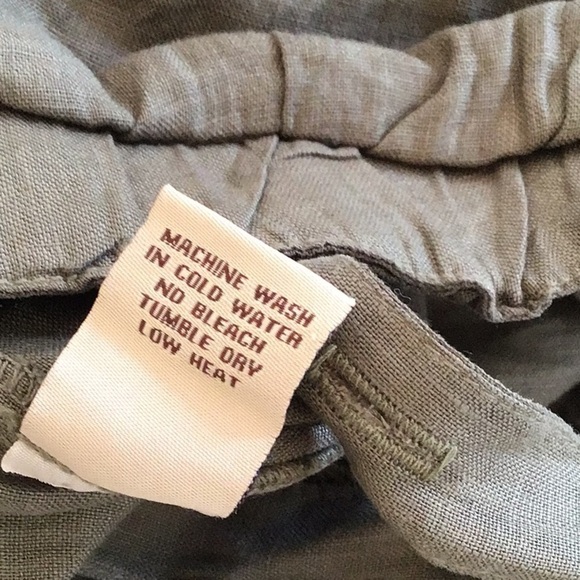 MACHINE WASH
IN COLD WATER
NO BLEACH
TUMBLE DRY
LOW HEAT